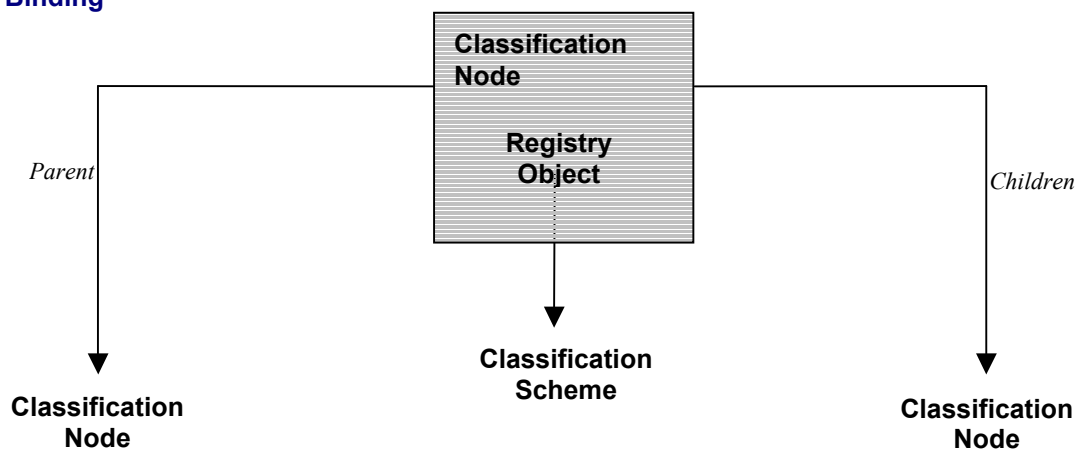 Binding
Classification
Node
Registry
Object
Parent
Children
Classification
Scheme
Classification
Node
Classification
Node